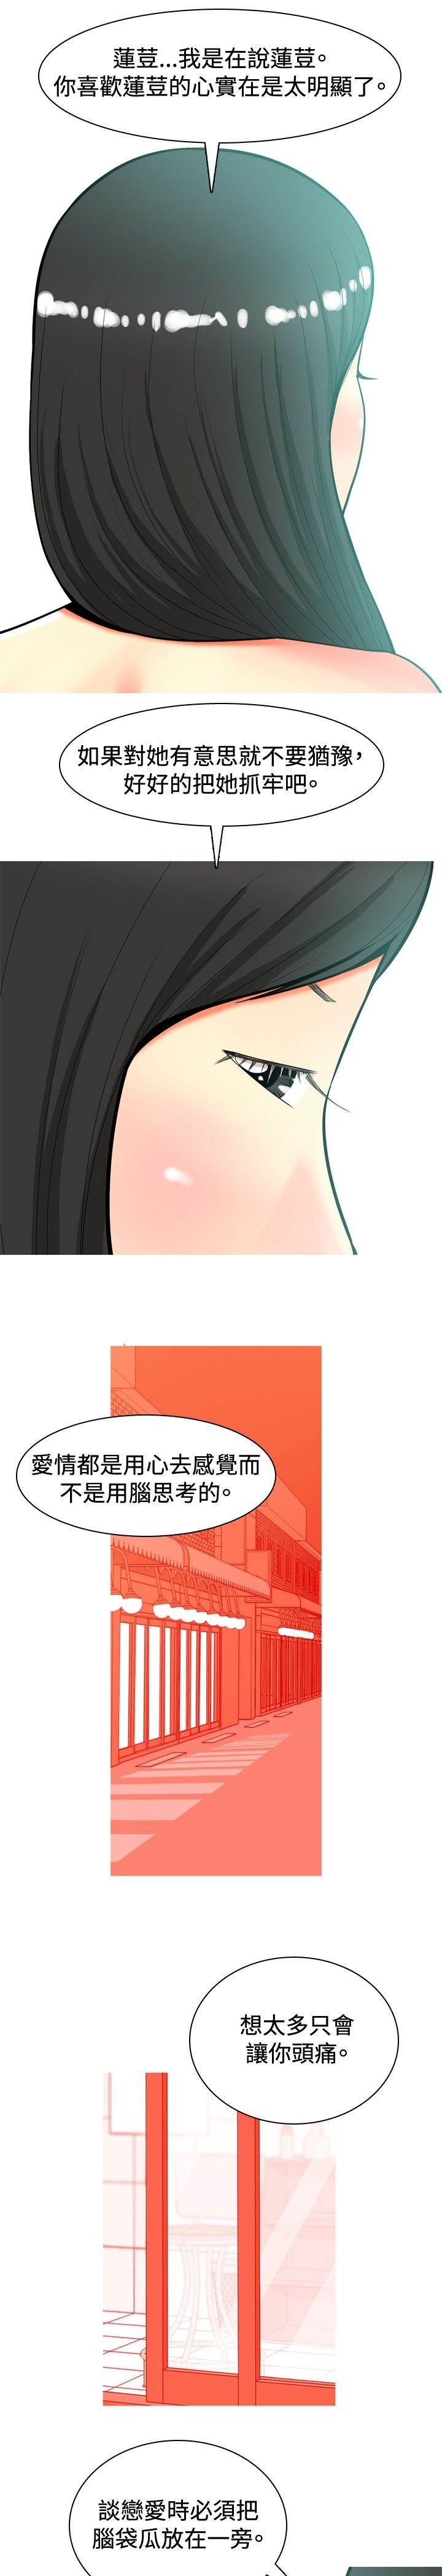 蓮荳...我是在說蓮荳。
你喜歡蓮荳的心實在是太明顯了。
如果對她有意思就不要猶豫，
好好的把她抓牢吧。
愛情都是用心去感覺而
不是用腦思考的。
想太多只會
讓你頭痛。
談戀愛時必須把
腦袋瓜放在一旁。